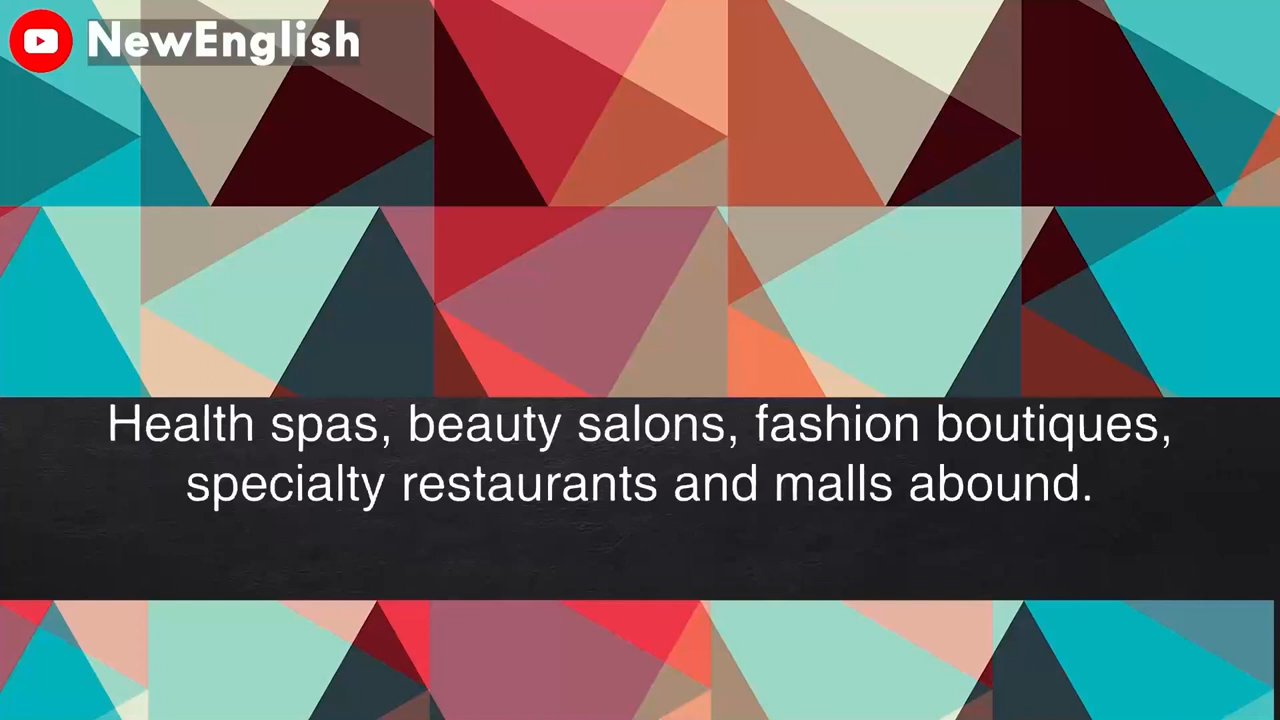 NewEnglish
Health spas, beauty salons, fashion boutiques,
specialty restaurants and malls abound.